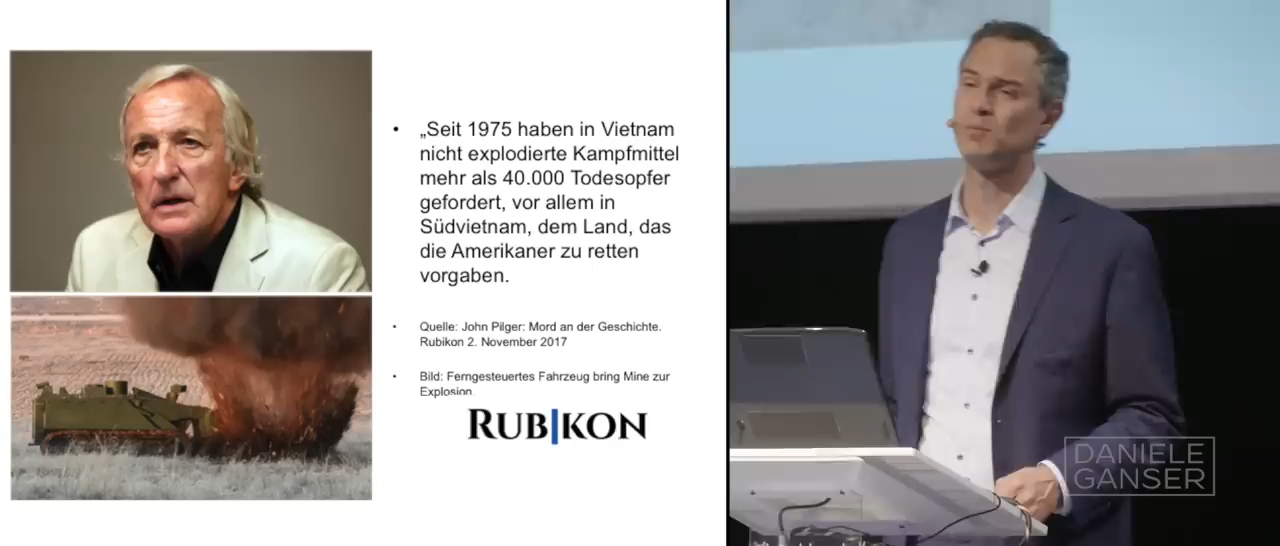 „Seit 1975 haben in Vietnam
nicht explodierte Kampfmittel
mehr als 40.000 Todesopfer
gefordert, vor allem in
Südvietnam, dem Land, das
die Amerikaner zu retten
vorgaben.
Quelle: John Pilger: Mord an der Geschichte.
Rubikon 2. November 2017
Bild: Ferngesteuertes Fahrzeug bring Mine zur
Explosion
RUBIKON
DANIELE
GANSER